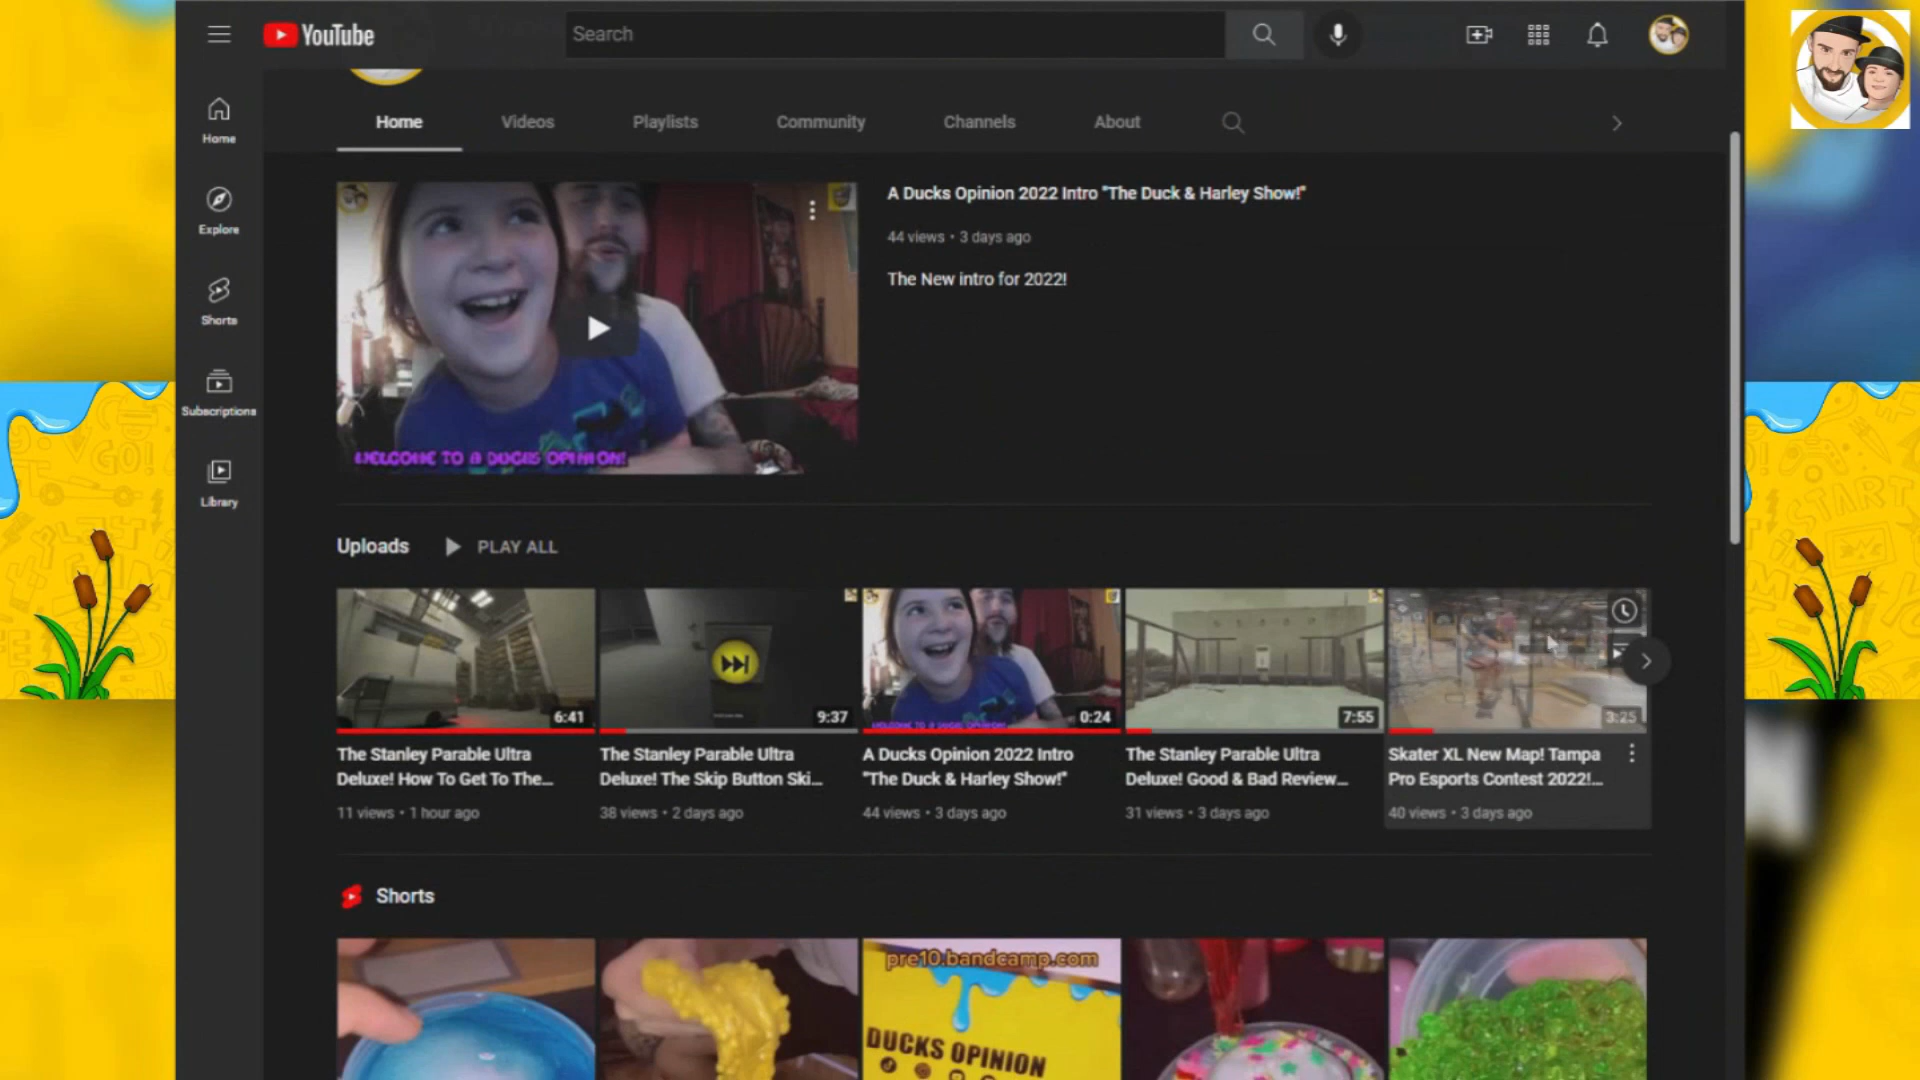 YouTube
Search
Home
Explore
Shorts
Subscriptions
Library
Home
Videos
Playlists
Community
Channels
About
A Ducks Opinion 2022 Intro "The Duck & Harley Show!"
44 views • 3 days ago
The New intro for 2022!
WELCOME TO A DUCKS OPINION!
Uploads
PLAY ALL
6:41
9:37
0:24
7:55
3:25
The Stanley Parable Ultra
Deluxe! How To Get To The...
11 views • 1 hour ago
The Stanley Parable Ultra
Deluxe! The Skip Button Ski...
38 views • 2 days ago
WELCOME TO A DUCKS OPINION!
A Ducks Opinion 2022 Intro
"The Duck & Harley Show!"
44 views • 3 days ago
The Stanley Parable Ultra
Deluxe! Good & Bad Review...
31 views • 3 days ago
Skater XL New Map! Tampa
Pro Esports Contest 2022!...
40 views • 3 days ago
Shorts
pre10.bandcamp.com
DUCKS OPINION
GO!
START